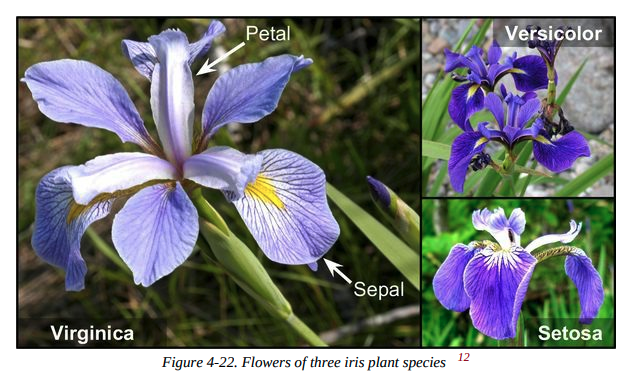 Petal
Versicolor
Sepal
Virginica
Setosa
Figure 4-22. Flowers of three iris plant species 12